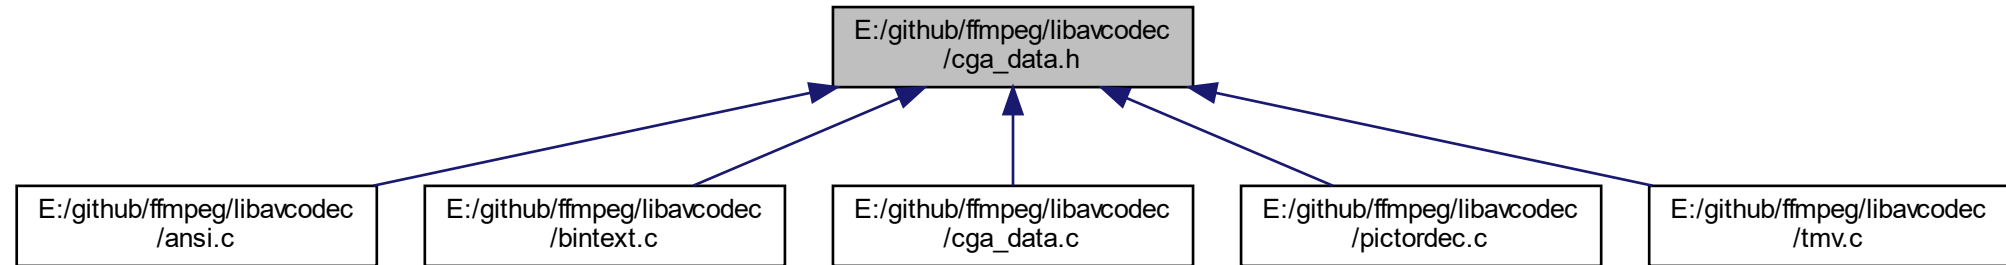 E:/github/ffmpeg/libavcodec
/cga_data.h
E:/github/ffmpeg/libavcodec
/ansi.c
E:/github/ffmpeg/libavcodec
/bintext.c
E:/github/ffmpeg/libavcodec
/cga_data.c
E:/github/ffmpeg/libavcodec
/pictordec.c
E:/github/ffmpeg/libavcodec
/tmv.c